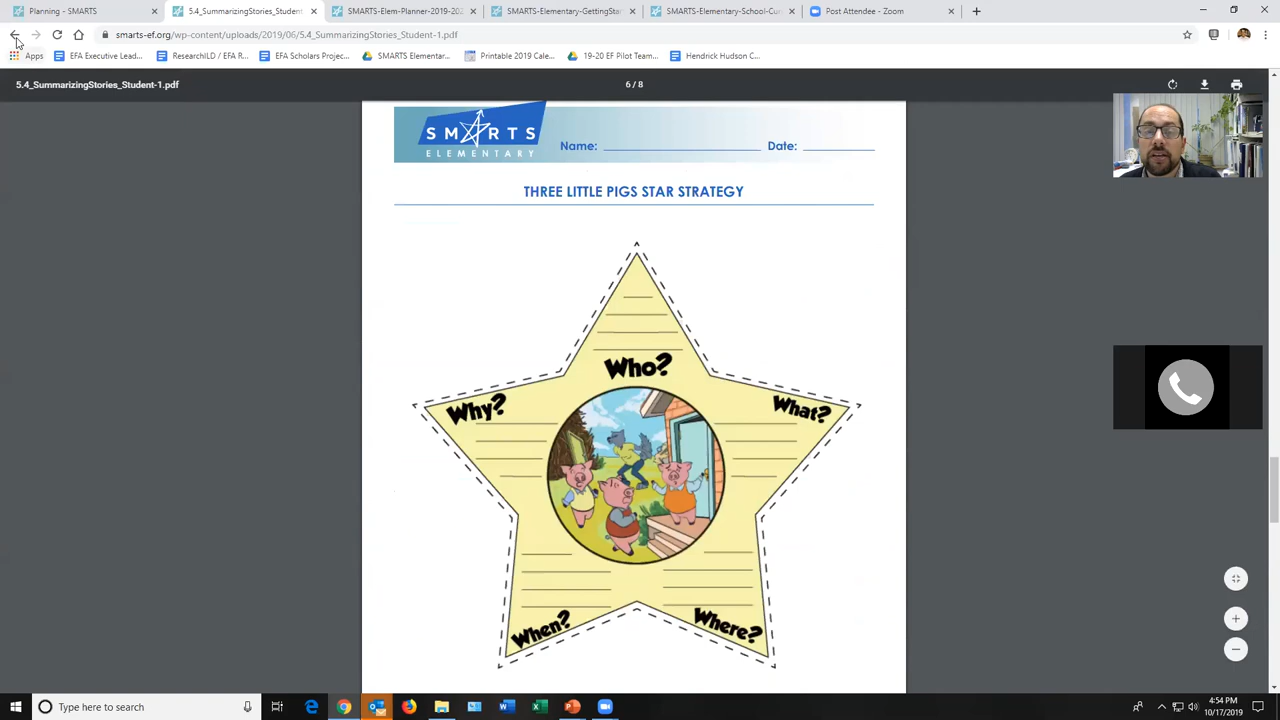 Planning - SMARTS
5.4_SummarizingStories_Student
SMARTS-Elem-Planner-2019-202
SMARTS-Elementary-GettingStar
SMARTS-Elementary-School-Curr
Post Attendee - Zoom
smarts-ef.org/wp-content/uploads/2019/06/5.4_SummarizingStories_Student-1.pdf
Apps
EFA Executive Lead...
ResearchILD / EFA R...
EFA Scholars Projec...
SMARTS Elementar...
Printable 2019 Cale...
19-20 EF Pilot Team...
Hendrick Hudson C...
5.4_SummarizingStories_Student-1.pdf
6 / 8
SMARTS
ELEMENTARY
Name:
Date:
THREE LITTLE PIGS STAR STRATEGY
Who?
Why?
What?
When?
Where?
Type here to search
4:54 PM
10/17/2019